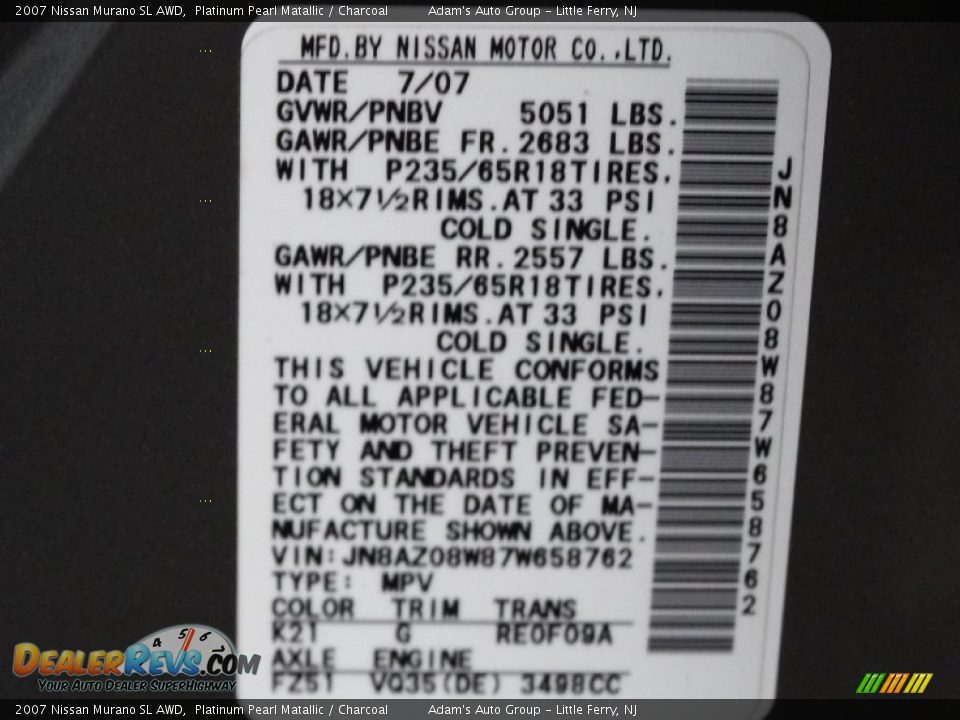 2007 Nissan Murano SL AWD, Platinum Pearl Matallic / Charcoal Adam's Auto Group - Little Ferry, NJ
MFD.BY NISSAN MOTOR CO.,LTD.
DATE 7/07
GVWR/PNBV 5051 LBS.
GAWR/PNBE FR. 2683 LBS.
WITH P235/65R18TIRES.
18×7½RIMS.AT 33 PSI
COLD SINGLE.
GAWR/PNBE RR. 2557 LBS.
WITH P235/65R18TIRES.
18×7½RIMS.AT 33 PSI
COLD SINGLE.
THIS VEHICLE CONFORMS
TO ALL APPLICABLE FED-
ERAL MOTOR VEHICLE SA-
FETY AND THEFT PREVEN-
TION STANDARDS IN EFF-
ECT ON THE DATE OF MA-
NUFACTURE SHOWN ABOVE.
VIN:JN8AZ08W87W658762
TYPE: MPV
COLOR TRIM TRANS
K21 G RE0F09A
AXLE ENGINE
FZ51 VQ35(DE) 3498CC
JN8AZ08W87W658762
4 5 6
DEALERREVS.COM
YOUR AUTO DEALER SUPERHIGHWAY
2007 Nissan Murano SL AWD, Platinum Pearl Matallic / Charcoal Adam's Auto Group - Little Ferry, NJ